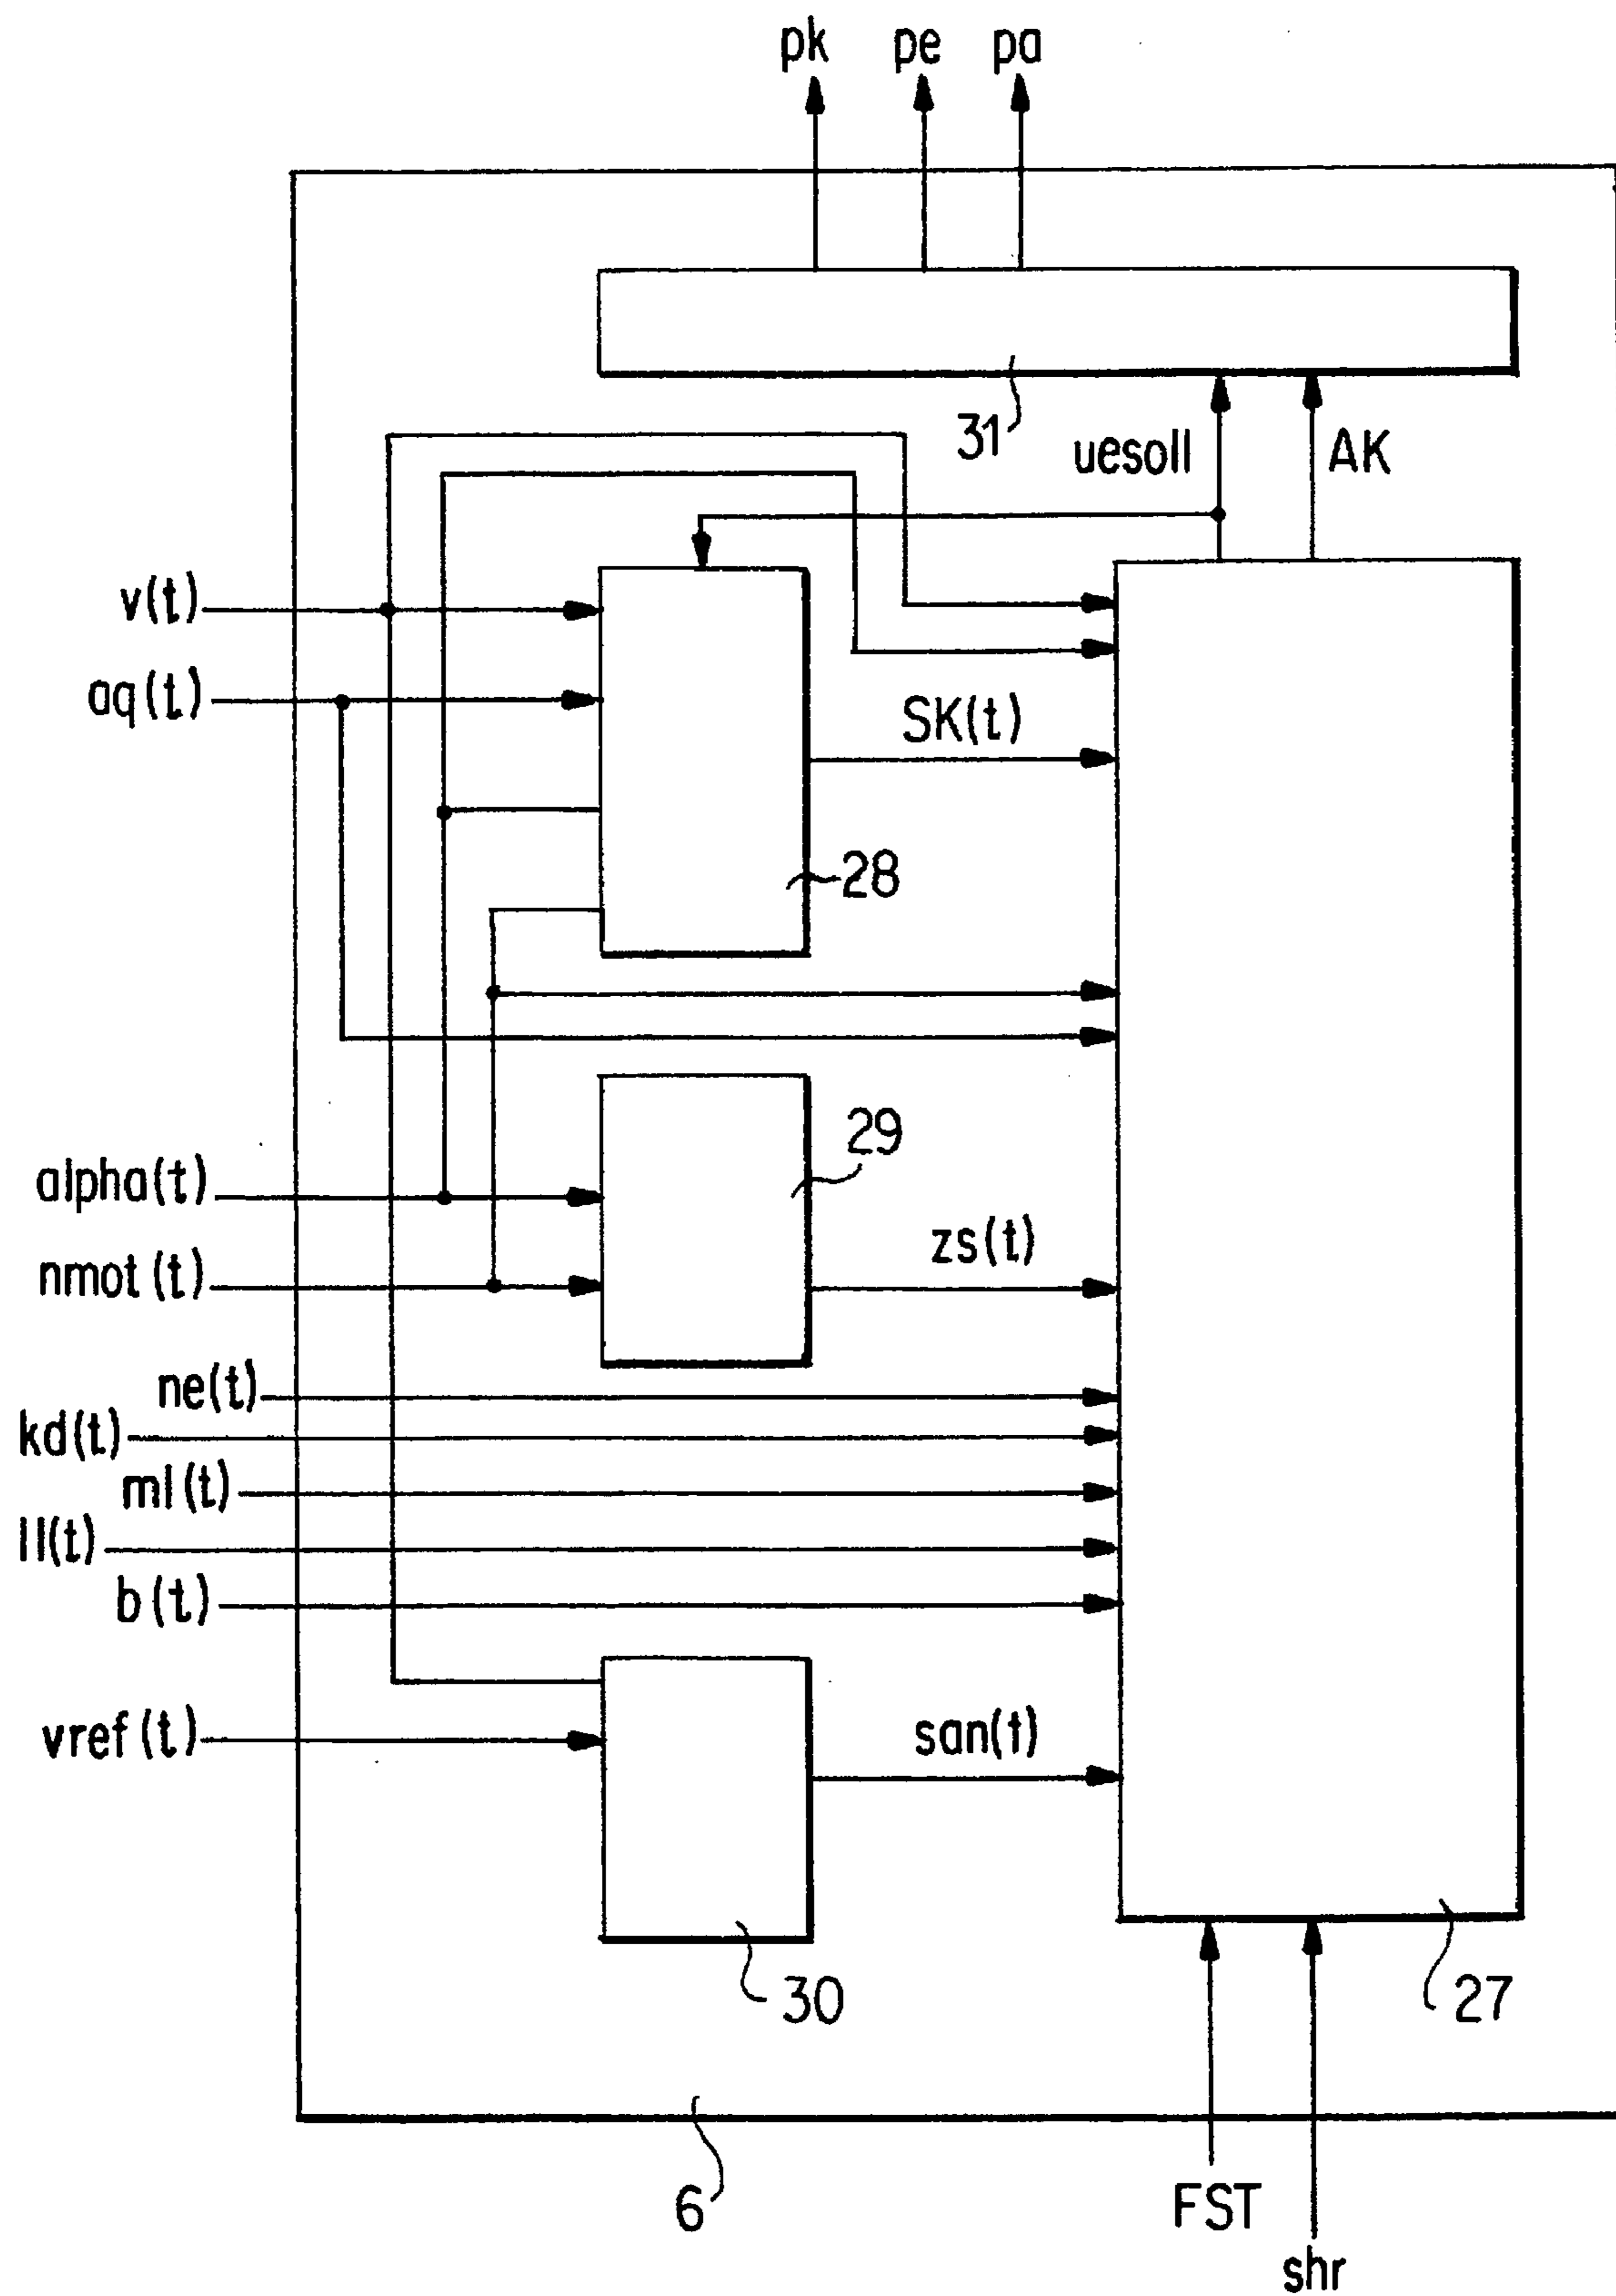 pk pe pa
31
uesoll AK
v(t)
aq(t)
SK(t)
28
29
alpha(t)
zs(t)
nmot(t)
ne(t)
kd(t)
ml(t)
ll(t)
b(t)
vref(t)
san(t)
30
27
6
FST
shr